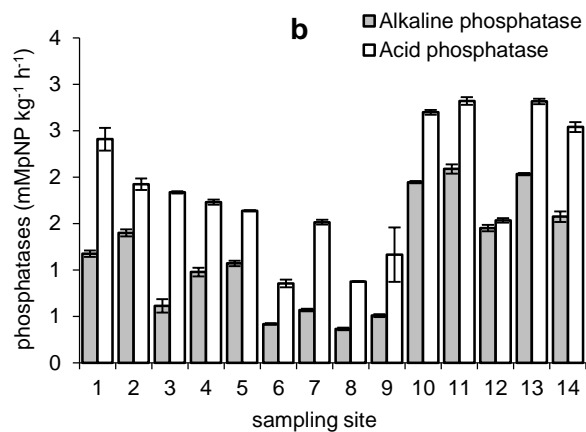 b
Alkaline phosphatase
Acid phosphatase
phosphatases (mMpNP kg⁻¹ h⁻¹)
4
3
3
2
2
1
1
0
1 2 3 4 5 6 7 8 9 10 11 12 13 14
sampling site